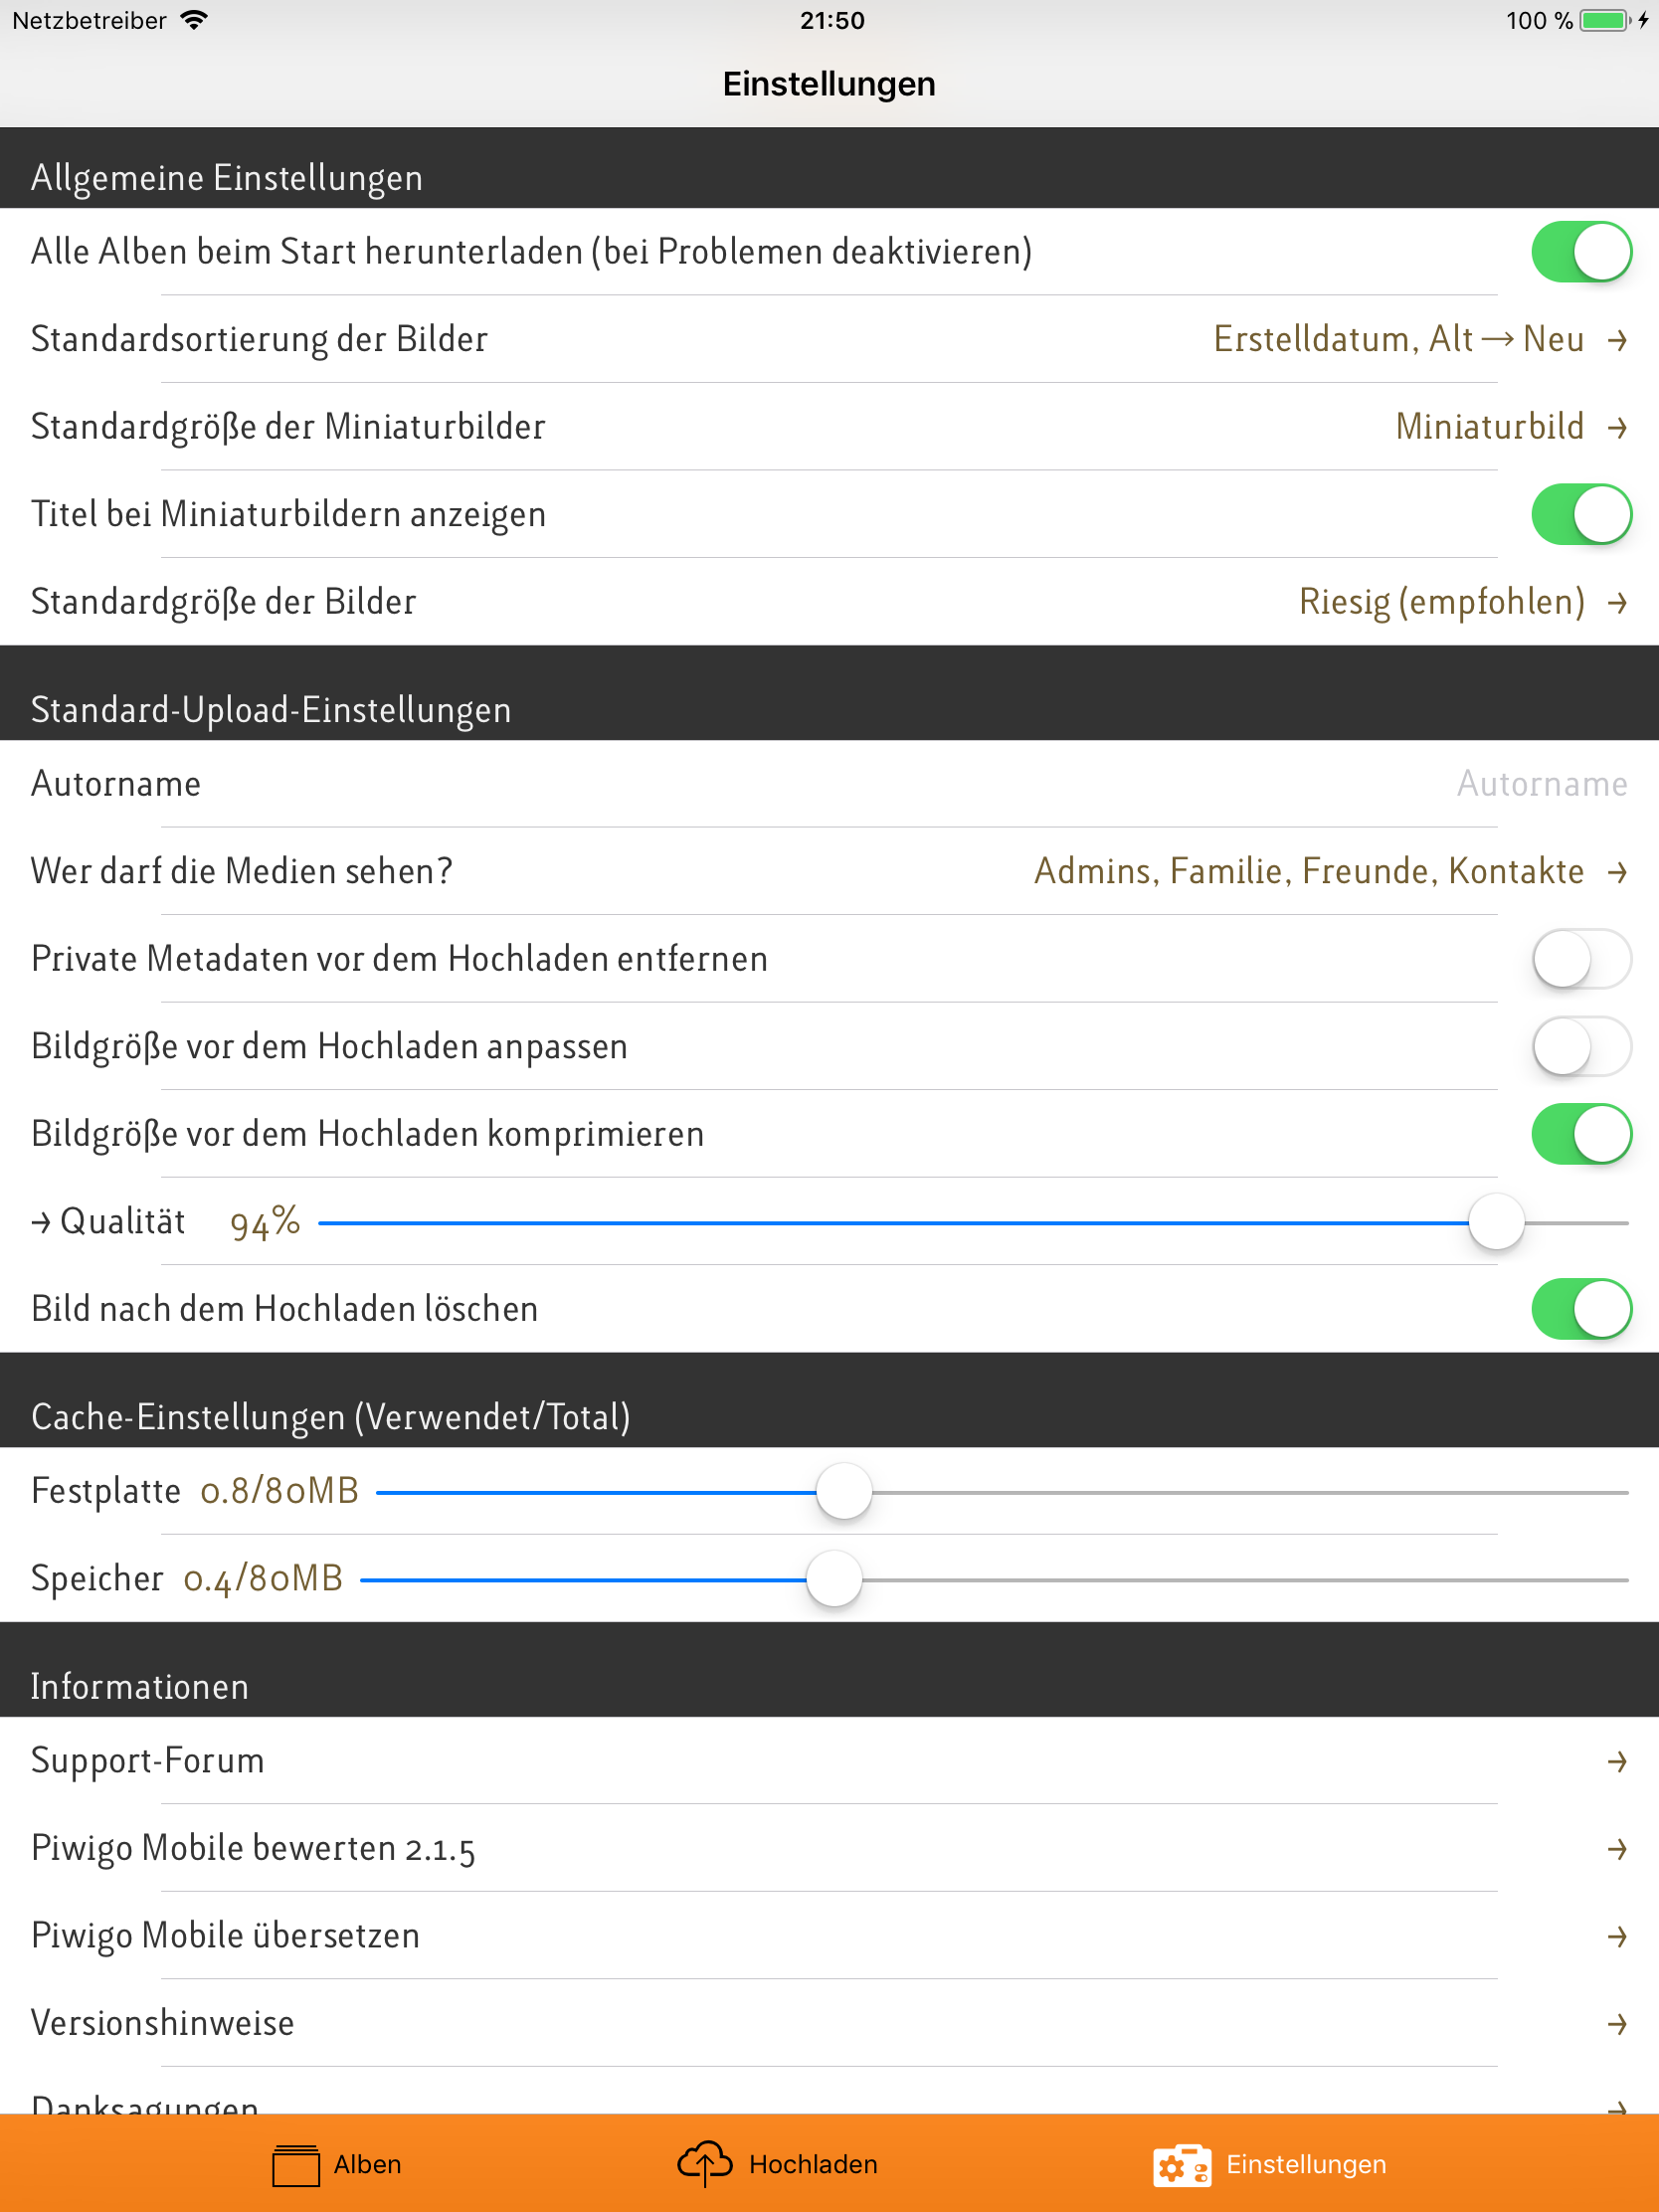 Netzbetreiber 21:50 100 %
Einstellungen
Allgemeine Einstellungen
Alle Alben beim Start herunterladen (bei Problemen deaktivieren)
Standardsortierung der Bilder Erstelldatum, Alt → Neu →
Standardgröße der Miniaturbilder Miniaturbild →
Titel bei Miniaturbildern anzeigen
Standardgröße der Bilder Riesig (empfohlen) →
Standard-Upload-Einstellungen
Autorname Autorname
Wer darf die Medien sehen? Admins, Familie, Freunde, Kontakte →
Private Metadaten vor dem Hochladen entfernen
Bildgröße vor dem Hochladen anpassen
Bildgröße vor dem Hochladen komprimieren
→ Qualität 94%
Bild nach dem Hochladen löschen
Cache-Einstellungen (Verwendet/Total)
Festplatte 0.8/80MB
Speicher 0.4/80MB
Informationen
Support-Forum →
Piwigo Mobile bewerten 2.1.5 →
Piwigo Mobile übersetzen →
Versionshinweise →
Danksagungen →
Alben Hochladen Einstellungen